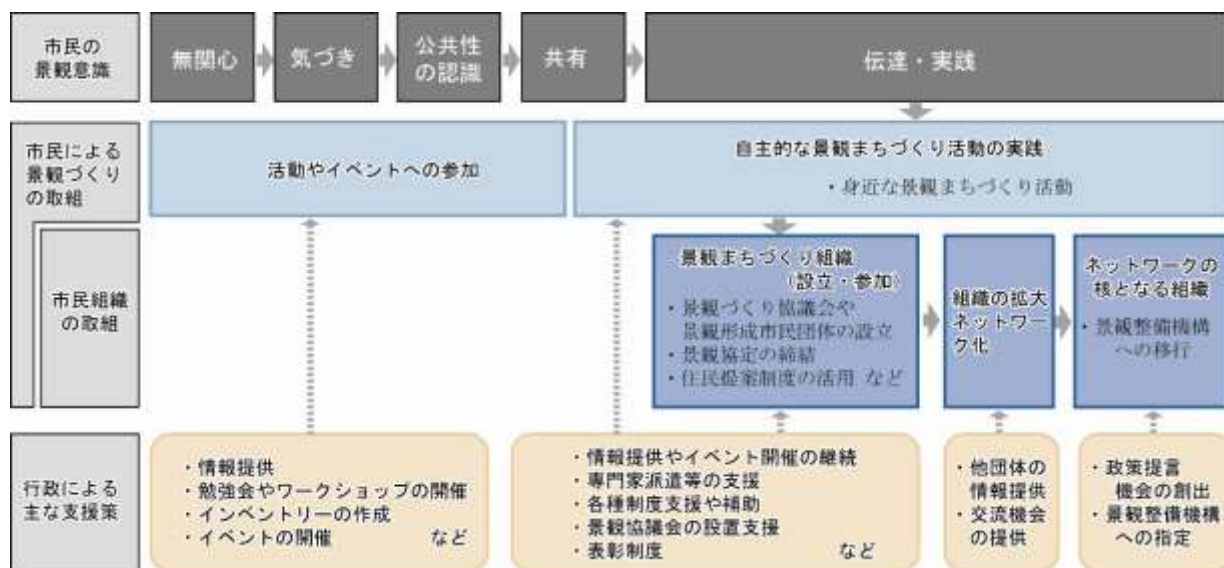 市民の
景観意識
無関心
気づき
公共性
の認識
共有
伝達・実践
市民による
景観づくり
の取組
活動やイベントへの参加
自主的な景観まちづくり活動の実践
・身近な景観まちづくり活動
市民組織
の取組
景観まちづくり組織
(設立・参加)
・景観づくり協議会や
景観形成市民団体の設立
・景観協定の締結
・住民提案制度の活用 など
組織の拡大
ネットワー
ク化
ネットワークの
核となる組織
・景観整備機構
への移行
行政による
主な支援策
・情報提供
・勉強会やワークショップの開催
・インベントリーの作成
・イベントの開催 など
・情報提供やイベント開催の継続
・専門家派遣等の支援
・各種制度支援や補助
・景観協議会の設置支援
・表彰制度 など
・他団体の
情報提供
・交流機会
の提供
・政策提言
機会の創出
・景観整備機構
への指定